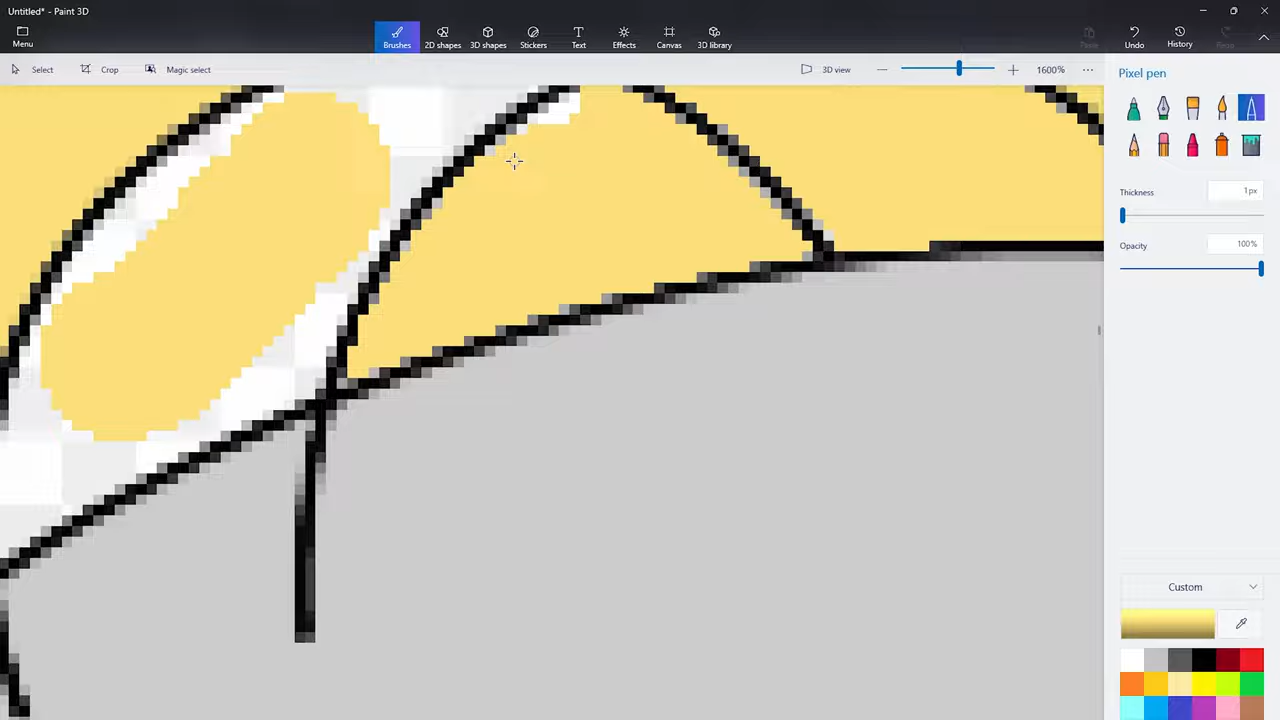 Untitled* - Paint 3D
Menu
Brushes
2D shapes
3D shapes
Stickers
Text
Effects
Canvas
3D library
Paste
Undo
History
Redo
Select
Crop
Magic select
3D view
1600%
Pixel pen
Thickness
1px
Opacity
100%
Custom